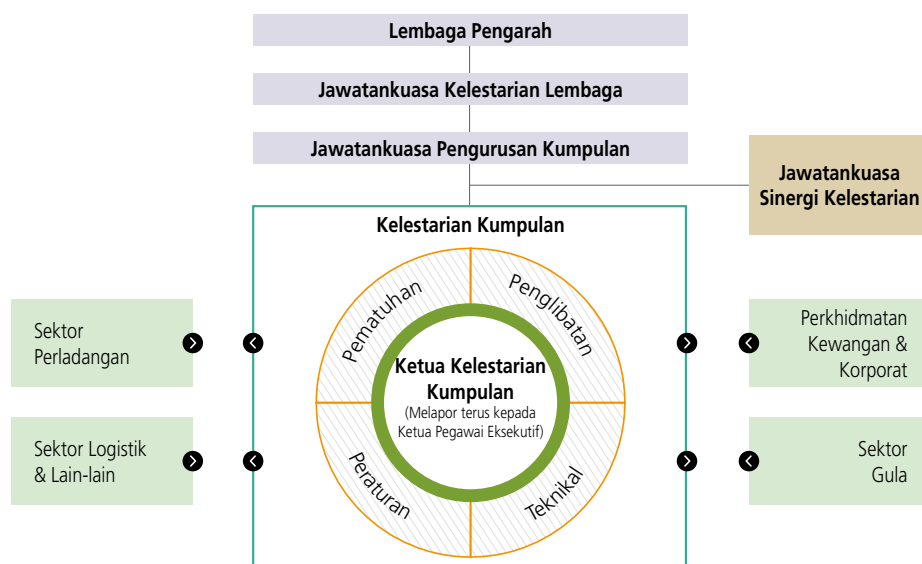 Lembaga Pengarah
Jawatankuasa Kelestarian Lembaga
Jawatankuasa Pengurusan Kumpulan
Jawatankuasa
Sinergi Kelestarian
Kelestarian Kumpulan
Pematuhan
Penglibatan
Sektor
Perladangan
Perkhidmatan
Kewangan &
Korporat
Ketua Kelestarian
Kumpulan
(Melapor terus kepada
Ketua Pegawai Eksekutif)
Sektor Logistik
& Lain-lain
Sektor
Gula
Peraturan
Teknikal